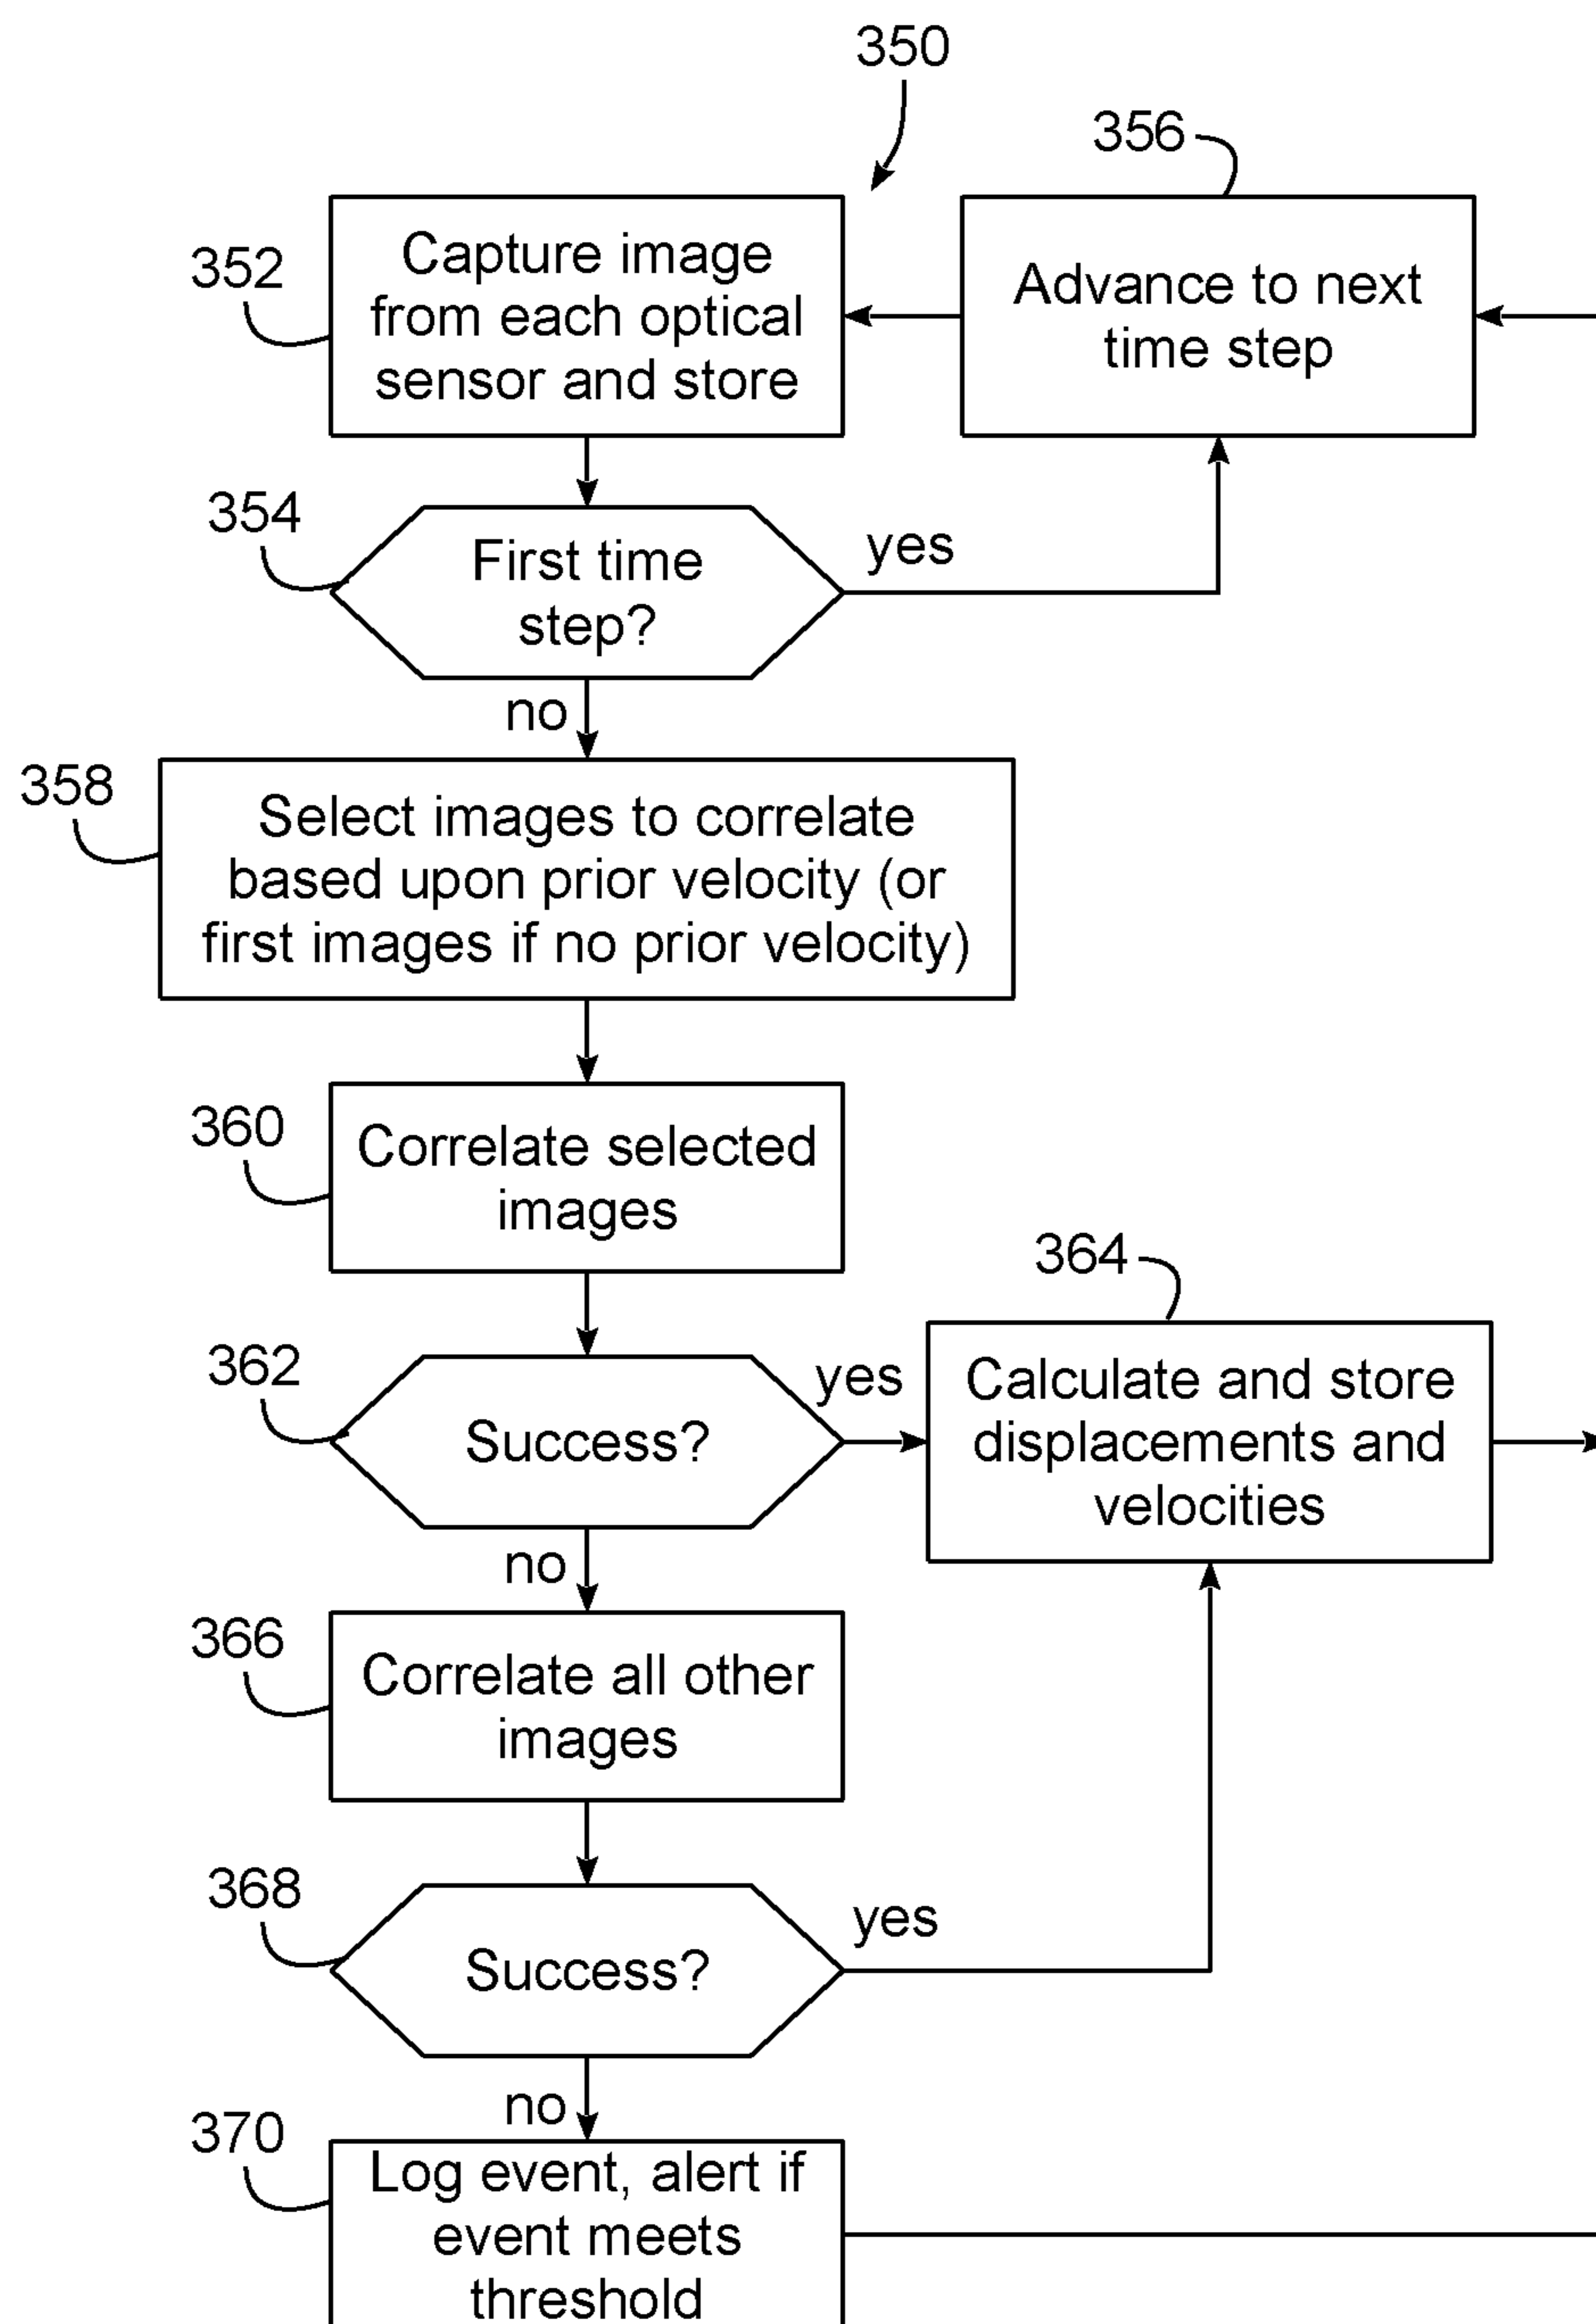 350
356
352
Capture image
from each optical
sensor and store
Advance to next
time step
354
First time
step?
yes
no
358
Select images to correlate
based upon prior velocity (or
first images if no prior velocity)
360
Correlate selected
images
364
362
Success?
yes
Calculate and store
displacements and
velocities
no
366
Correlate all other
images
368
Success?
yes
no
370
Log event, alert if
event meets
threshold